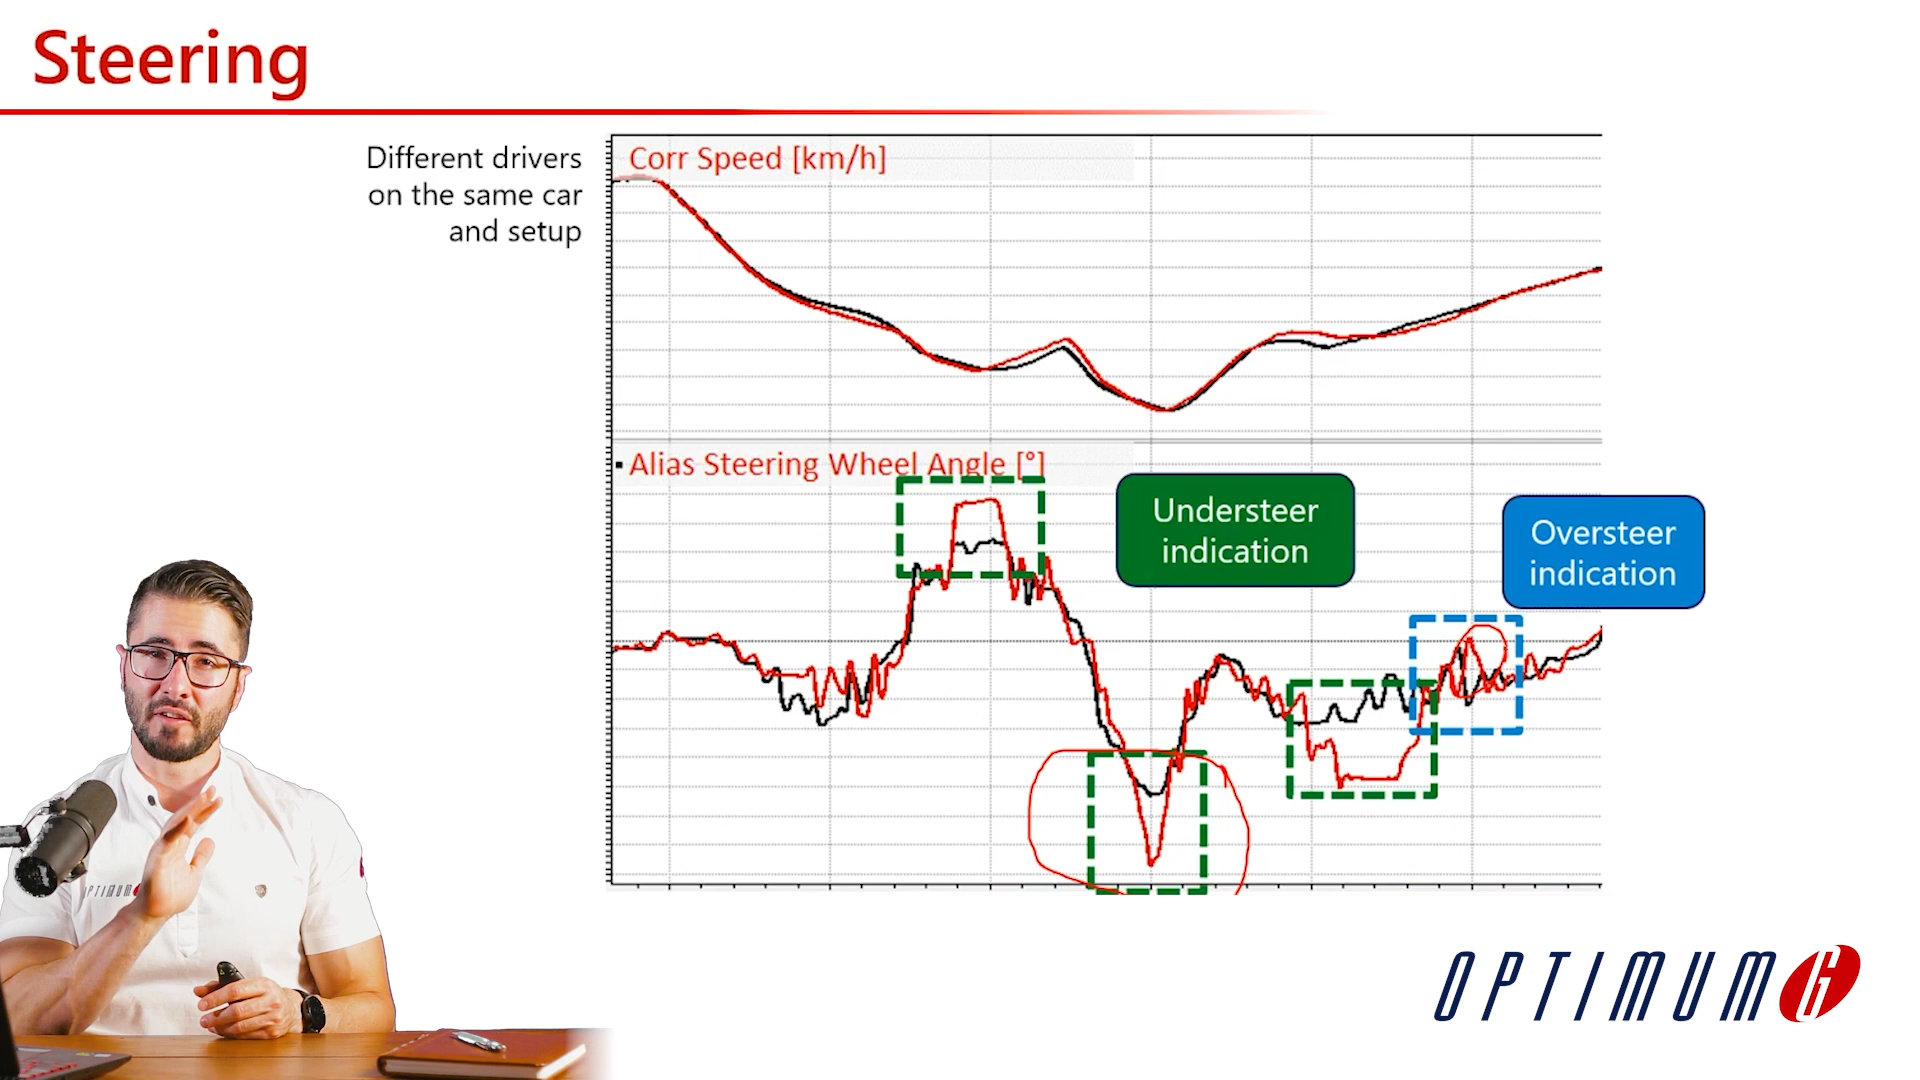 Steering
Different drivers
on the same car
and setup
Corr Speed [km/h]
Alias Steering Wheel Angle [°]
Understeer
indication
Oversteer
indication
OPTIMUM
OPTIMUM G